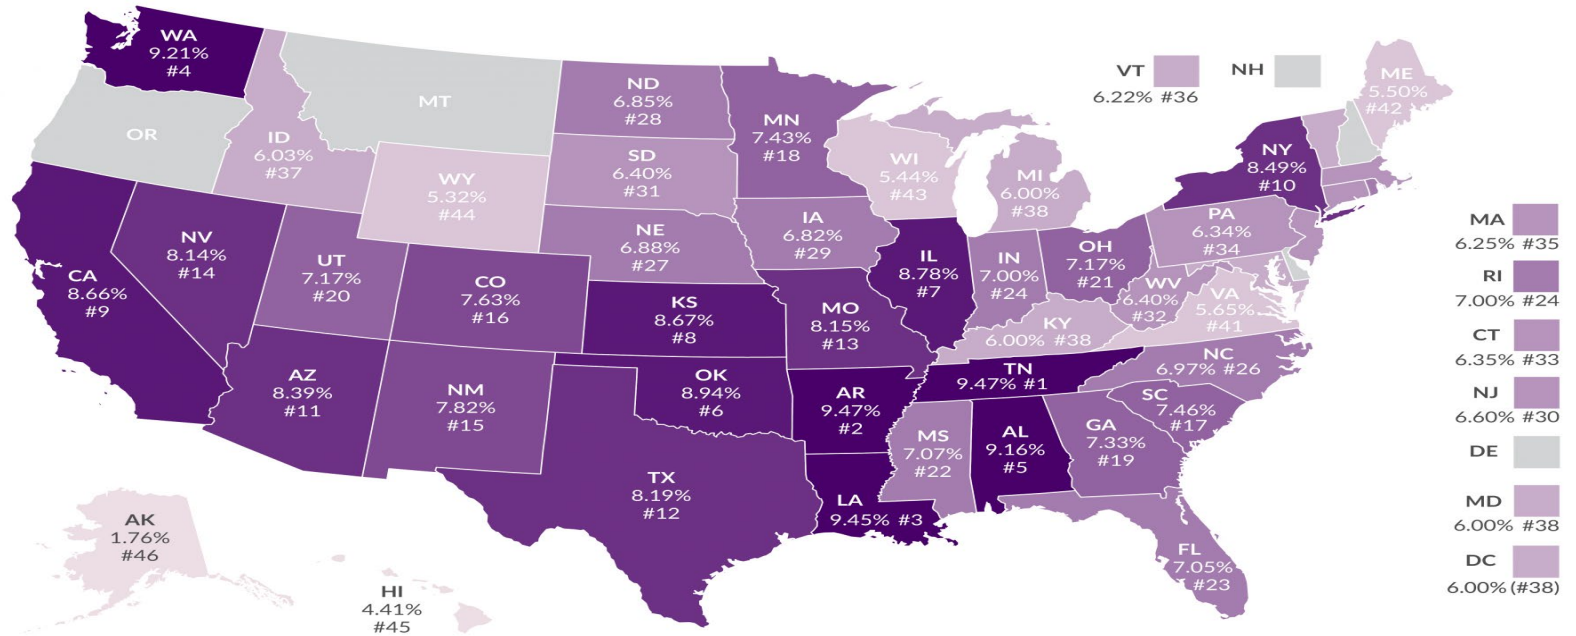 WA
9.21%
#4
OR
MT
ID
6.03%
#37
WY
5.32%
#44
ND
6.85%
#28
SD
6.40%
#31
NE
6.88%
#27
MN
7.43%
#18
IA
6.82%
#29
WI
5.44%
#43
MI
6.00%
#38
VT
6.22% #36
NH
ME
5.50%
#42
NY
8.49%
#10
PA
6.34%
#34
CA
8.66%
#9
NV
8.14%
#14
UT
7.17%
#20
CO
7.63%
#16
KS
8.67%
#8
MO
8.15%
#13
IL
8.78%
#7
IN
7.00%
#24
OH
7.17%
#21
WV
6.40%
#32
VA
5.65%
#41
KY
6.00% #38
AZ
8.39%
#11
NM
7.82%
#15
OK
8.94%
#6
AR
9.47%
#2
TN
9.47% #1
NC
6.97% #26
SC
7.46%
#17
MS
7.07%
#22
AL
9.16%
#5
GA
7.33%
#19
TX
8.19%
#12
LA
9.45% #3
FL
7.05%
#23
AK
1.76%
#46
HI
4.41%
#45
MA
6.25% #35
RI
7.00% #24
CT
6.35% #33
NJ
6.60% #30
DE
MD
6.00% #38
DC
6.00% (#38)